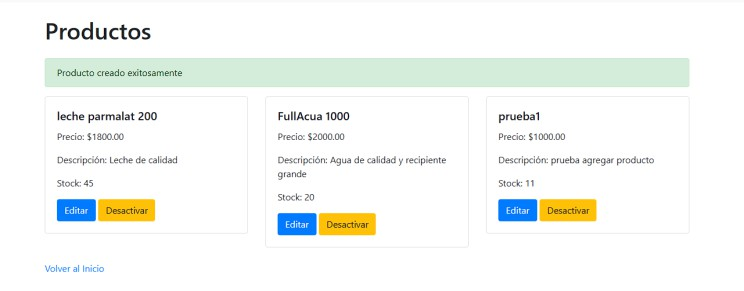 Productos
Producto creado exitosamente
leche parmalat 200
Precio: $1800.00
Descripción: Leche de calidad
Stock: 45
Editar Desactivar
FullAcua 1000
Precio: $2000.00
Descripción: Agua de calidad y recipiente
grande
Stock: 20
Editar Desactivar
prueba1
Precio: $1000.00
Descripción: prueba agregar producto
Stock: 11
Editar Desactivar
Volver al Inicio